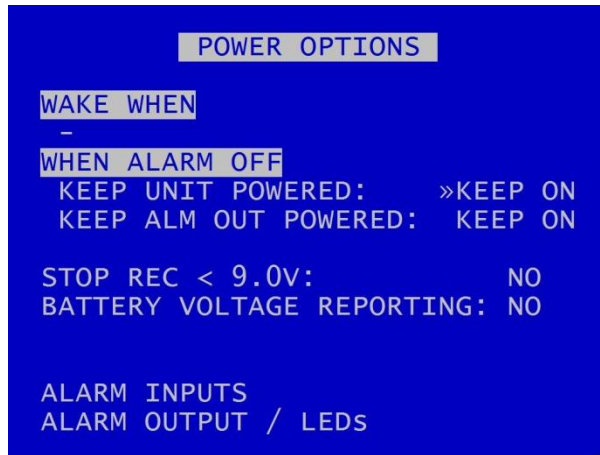 POWER OPTIONS
WAKE WHEN
–
WHEN ALARM OFF
KEEP UNIT POWERED: »KEEP ON
KEEP ALM OUT POWERED: KEEP ON
STOP REC < 9.0V: NO
BATTERY VOLTAGE REPORTING: NO
ALARM INPUTS
ALARM OUTPUT / LEDs